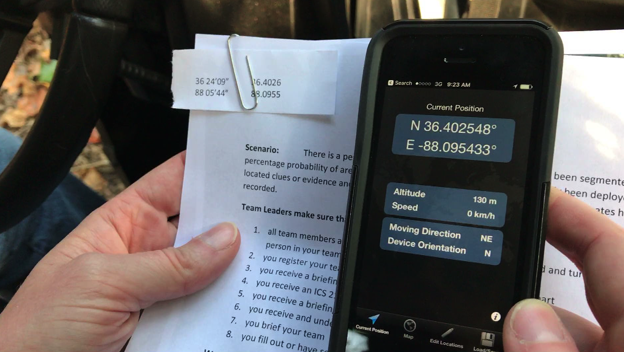 36 24'09" 36.4026
88 05'44" 88.0955
Scenario: There is a pe
percentage probability of are
located clues or evidence an
recorded.
Team Leaders make sure th
1. all team members a
person in your team
2. you register your te
3. you receive a briefin
4. you receive an ICS 2
5. you receive a briefin
6. you receive and unde
7. you brief your team
8. you fill out or have
Search 3G 9:23 AM
Current Position
N 36.402548°
E -88.095433°
Altitude 130 m
Speed 0 km/h
Moving Direction NE
Device Orientation N
Current Position Map Edit Locations
been segmente
been deploye
and tur
art